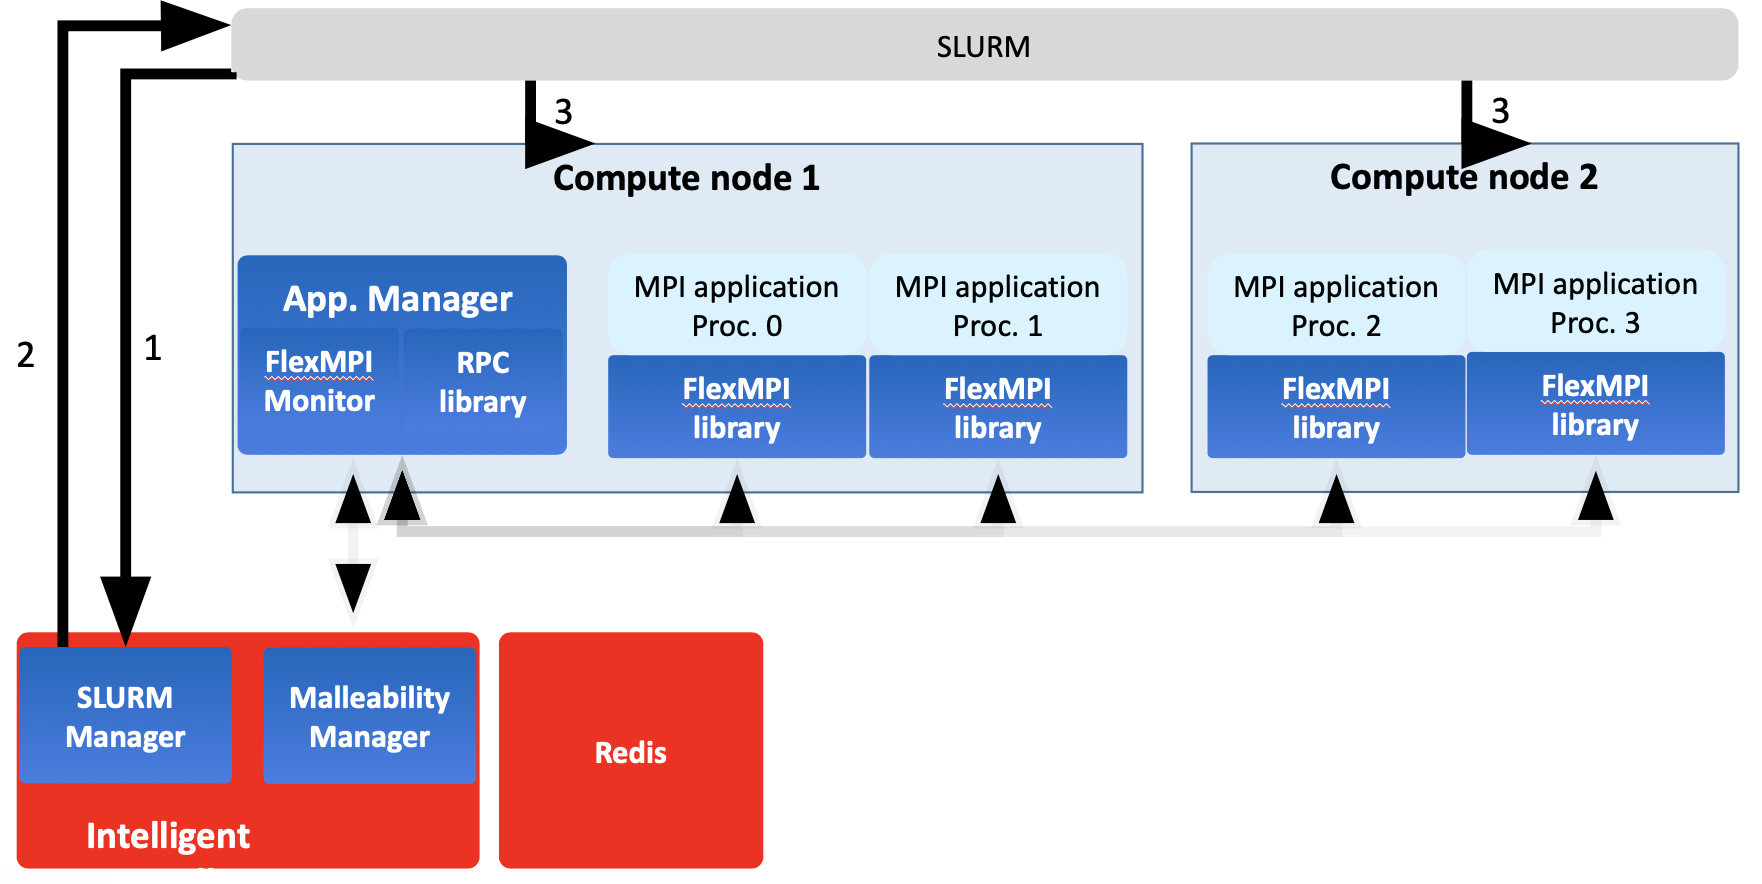 SLURM
3
3
Compute node 1
Compute node 2
2
1
App. Manager
FlexMPI
Monitor
RPC
library
MPI application
Proc. 0
FlexMPI
library
MPI application
Proc. 1
FlexMPI
library
MPI application
Proc. 2
FlexMPI
library
MPI application
Proc. 3
FlexMPI
library
SLURM
Manager
Malleability
Manager
Intelligent
Redis